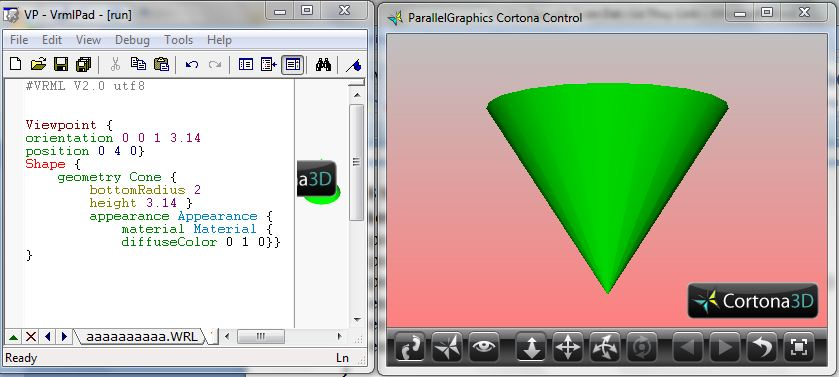 VP - VrmlPad - [run]
File Edit View Debug Tools »
#VRML V2.0 utf8
Viewpoint {
orientation 0 0 1 3.14
position 0 4 0}
Shape {
geometry Cone {
bottomRadius 2
height 3.14 }
appearance Appearance {
material Material {
diffuseColor 0 1 0}}
}
na3D
aaaaaaaaaa.WRL
Ready
Ln
ParallelGraphics Cortona Control
Cortona3D